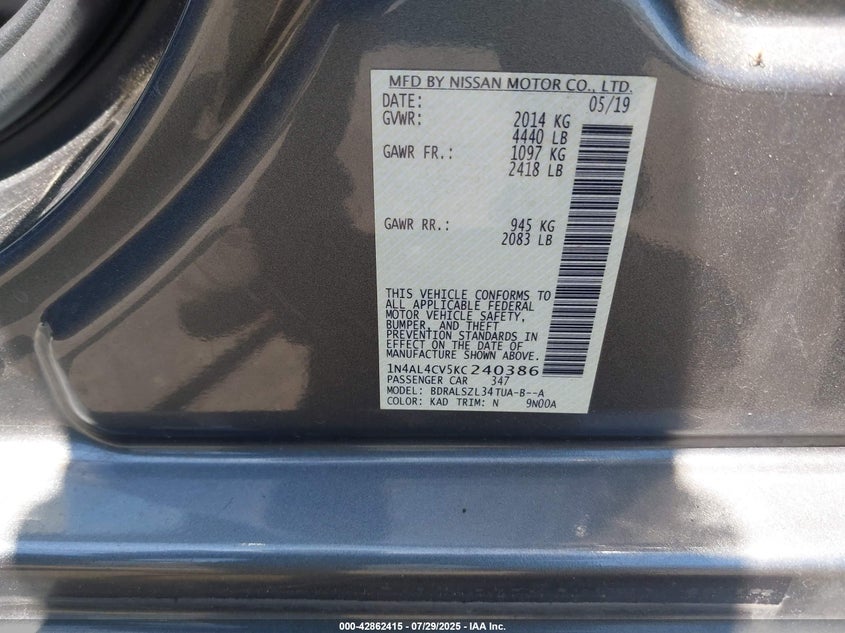 MFD BY NISSAN MOTOR CO., LTD.
DATE: 05/19
GVWR: 2014 KG
4440 LB
GAWR FR.: 1097 KG
2418 LB
GAWR RR.: 945 KG
2083 LB
THIS VEHICLE CONFORMS TO
ALL APPLICABLE FEDERAL
MOTOR VEHICLE SAFETY,
BUMPER, AND THEFT
PREVENTION STANDARDS IN
EFFECT ON THE DATE OF
MANUFACTURE SHOWN ABOVE.
1N4AL4CV5KC240386
PASSENGER CAR 347
MODEL: BDRALSZL34TUA-B--A
COLOR: KAD TRIM: N 9N00A
000-42862415 - 07/29/2025 - IAA Inc.